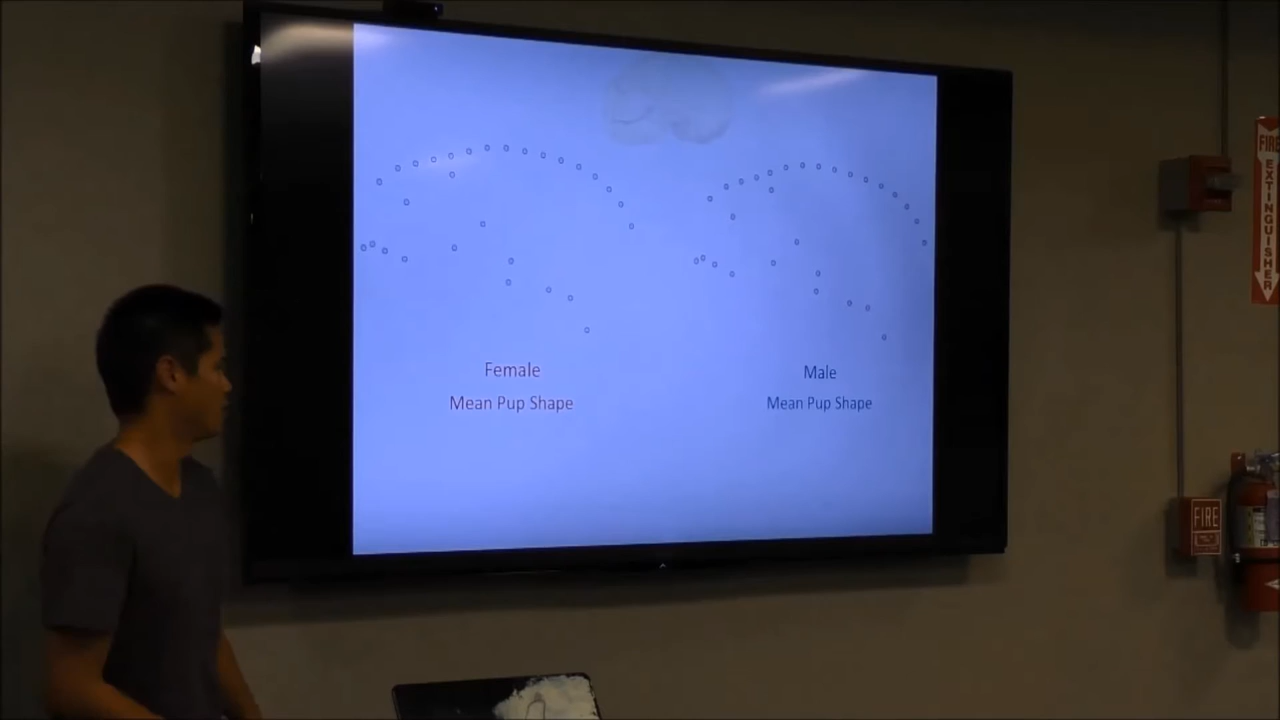 Female
Mean Pup Shape
Male
Mean Pup Shape
FIRE
EXTINGUISHER
FIRE